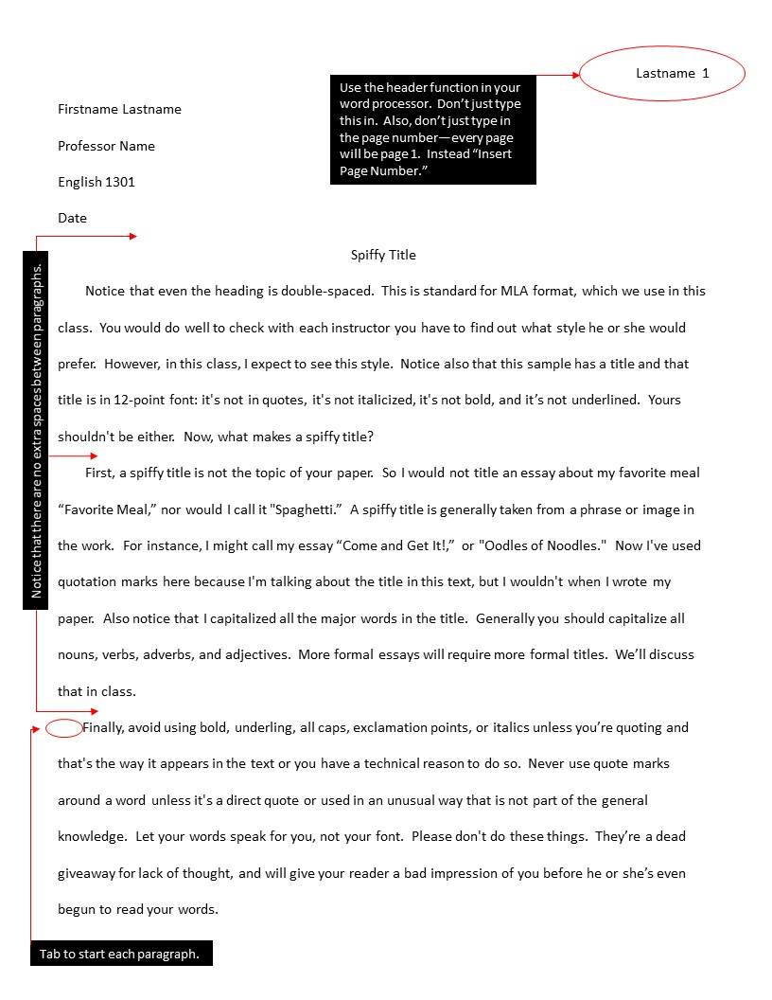 Lastname  1
Use the header function in your
word processor.  Don’t just type
this in.  Also, don’t just type in
the page number—every page
will be page 1.  Instead “Insert
Page Number.”
Firstname Lastname
Professor Name
English 1301
Date
Notice that there are no extra spaces between paragraphs.
Spiffy Title
Notice that even the heading is double-spaced.  This is standard for MLA format, which we use in this
class.  You would do well to check with each instructor you have to find out what style he or she would
prefer.  However, in this class, I expect to see this style.  Notice also that this sample has a title and that
title is in 12-point font: it's not in quotes, it's not italicized, it's not bold, and it’s not underlined.  Yours
shouldn't be either.  Now, what makes a spiffy title?
First, a spiffy title is not the topic of your paper.  So I would not title an essay about my favorite meal
“Favorite Meal,” nor would I call it "Spaghetti.”  A spiffy title is generally taken from a phrase or image in
the work.  For instance, I might call my essay “Come and Get It!,”  or "Oodles of Noodles."  Now I've used
quotation marks here because I'm talking about the title in this text, but I wouldn't when I wrote my
paper.  Also notice that I capitalized all the major words in the title.  Generally you should capitalize all
nouns, verbs, adverbs, and adjectives.  More formal essays will require more formal titles.  We’ll discuss
that in class.
Finally, avoid using bold, underling, all caps, exclamation points, or italics unless you’re quoting and
that's the way it appears in the text or you have a technical reason to do so.  Never use quote marks
around a word unless it's a direct quote or used in an unusual way that is not part of the general
knowledge.  Let your words speak for you, not your font.  Please don't do these things.  They’re a dead
giveaway for lack of thought, and will give your reader a bad impression of you before he or she’s even
begun to read your words.
Tab to start each paragraph.